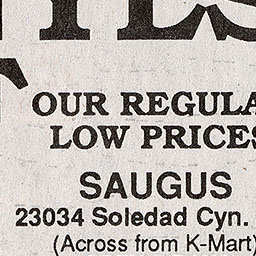 OUR REGULA
LOW PRICES
SAUGUS
23034 Soledad Cyn.
(Across from K-Mart)